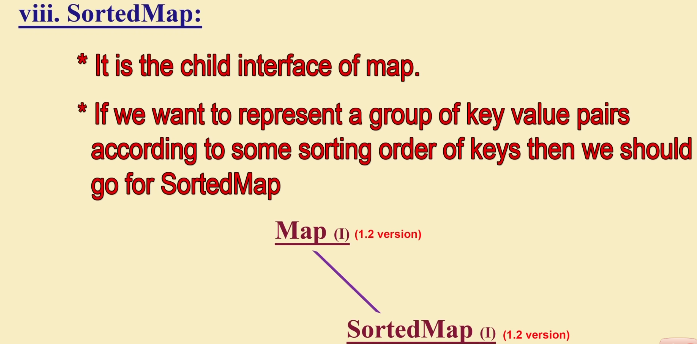 viii. SortedMap:
* It is the child interface of map.
* If we want to represent a group of key value pairs
according to some sorting order of keys then we should
go for SortedMap
Map (I) (1.2 version)
SortedMap (I) (1.2 version)